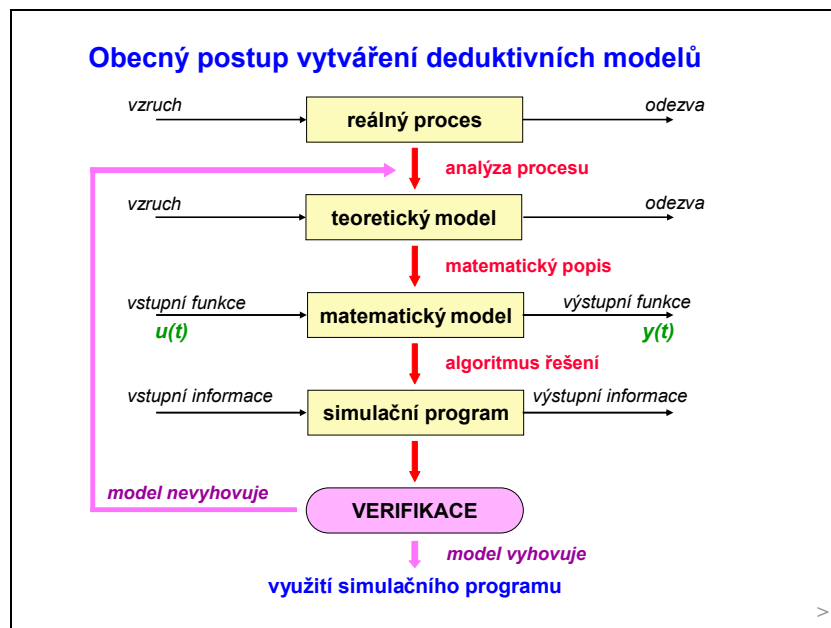 Obecný postup vytváření deduktivních modelů
vzruch
reálný proces
odezva
analýza procesu
vzruch
teoretický model
odezva
matematický popis
vstupní funkce
u(t)
matematický model
výstupní funkce
y(t)
algoritmus řešení
vstupní informace
simulační program
výstupní informace
model nevyhovuje
VERIFIKACE
model vyhovuje
využití simulačního programu
>